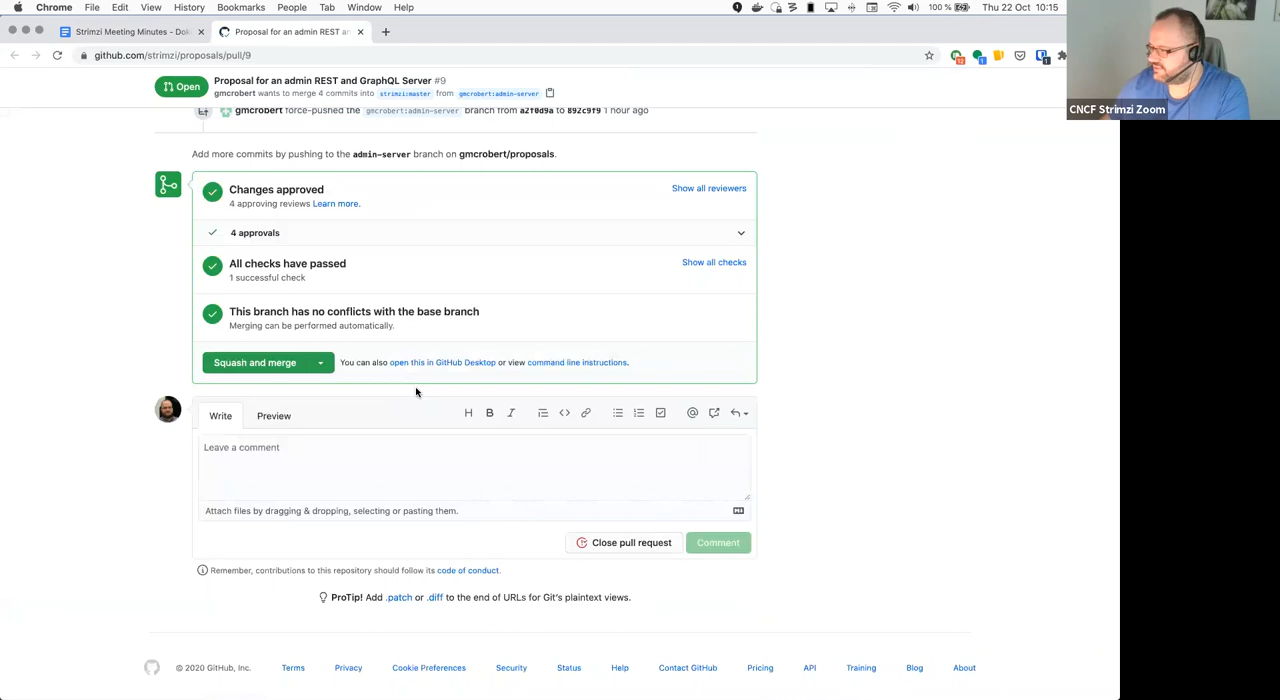 Chrome File Edit View History Bookmarks People Tab Window Help 100 % Thu 22 Oct 10:15
Strimzi Meeting Minutes - Dok × Proposal for an admin REST an × +
github.com/strimzi/proposals/pull/9
Open Proposal for an admin REST and GraphQL Server #9
gmcrobert wants to merge 4 commits into strimzi:master from gmcrobert:admin-server
CNCF Strimzi Zoom
gmcrobert force-pushed the gmcrobert:admin-server branch from a2f0d9a to 892c9f9 1 hour ago
Add more commits by pushing to the admin-server branch on gmcrobert/proposals.
Changes approved Show all reviewers
4 approving reviews Learn more.
4 approvals
All checks have passed Show all checks
1 successful check
This branch has no conflicts with the base branch
Merging can be performed automatically.
Squash and merge You can also open this in GitHub Desktop or view command line instructions.
Write Preview
Leave a comment
Attach files by dragging & dropping, selecting or pasting them.
Close pull request Comment
Remember, contributions to this repository should follow its code of conduct.
ProTip! Add .patch or .diff to the end of URLs for Git's plaintext views.
© 2020 GitHub, Inc. Terms Privacy Cookie Preferences Security Status Help Contact GitHub Pricing API Training Blog About